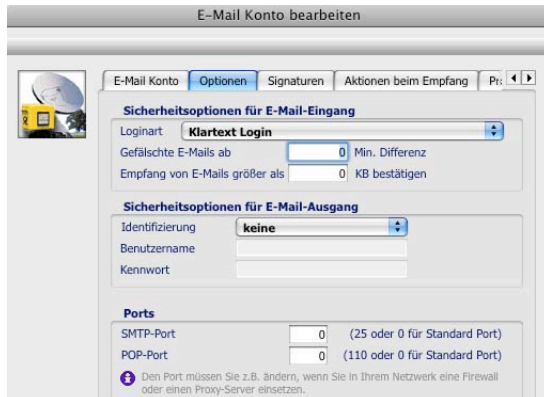 E-Mail Konto bearbeiten
E-Mail Konto Optionen Signaturen Aktionen beim Empfang
Sicherheitsoptionen für E-Mail-Eingang
Loginart Klartext Login
Gefälschte E-Mails ab 0 Min. Differenz
Empfang von E-Mails größer als 0 KB bestätigen
Sicherheitsoptionen für E-Mail-Ausgang
Identifizierung keine
Benutzername
Kennwort
Ports
SMTP-Port 0 (25 oder 0 für Standard Port)
POP-Port 0 (110 oder 0 für Standard Port)
Den Port müssen Sie z.B. ändern, wenn Sie in Ihrem Netzwerk eine Firewall
oder einen Proxy-Server einsetzen.